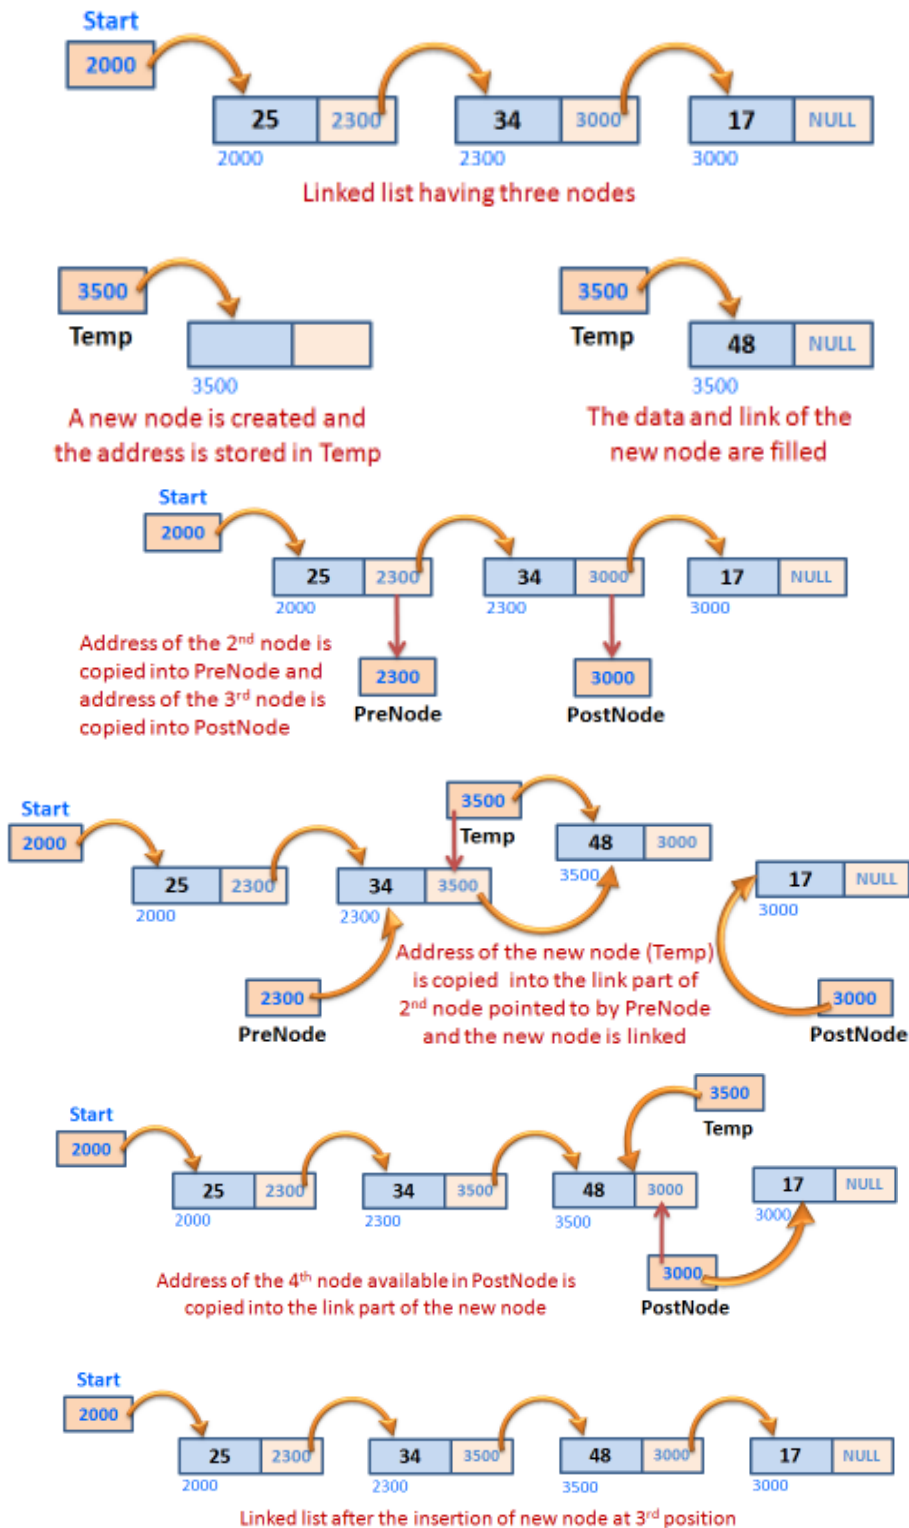 Start
2000
25 2300 34 3000 17 NULL
2000 2300 3000
Linked list having three nodes
3500 3500
Temp Temp
48 NULL
3500 3500
A new node is created and
the address is stored in Temp
The data and link of the
new node are filled
Start
2000
25 2300 34 3000 17 NULL
2000 2300 3000
Address of the 2nd node is
copied into PreNode and
address of the 3rd node is
copied into PostNode
2300 3000
PreNode PostNode
Start
2000
3500
Temp
48 3000
3500
25 2300 34 3500 17 NULL
2000 2300 3000
Address of the new node (Temp)
is copied into the link part of
2nd node pointed to by PreNode
and the new node is linked
2300 3000
PreNode PostNode
Start
2000
3500
Temp
25 2300 34 3500 48 3000 17 NULL
2000 2300 3500 3000
Address of the 4th node available in PostNode is
copied into the link part of the new node
3000
PostNode
Start
2000
25 2300 34 3500 48 3000 17 NULL
2000 2300 3500 3000
Linked list after the insertion of new node at 3rd position